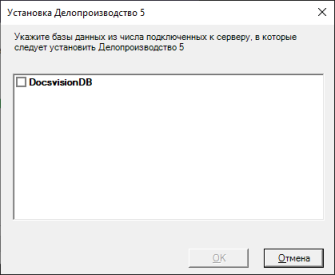 Установка Делопроизводство 5
Укажите базы данных из числа подключенных к серверу, в которые
следует установить Делопроизводство 5
DocsvisionDB
OK
Отмена